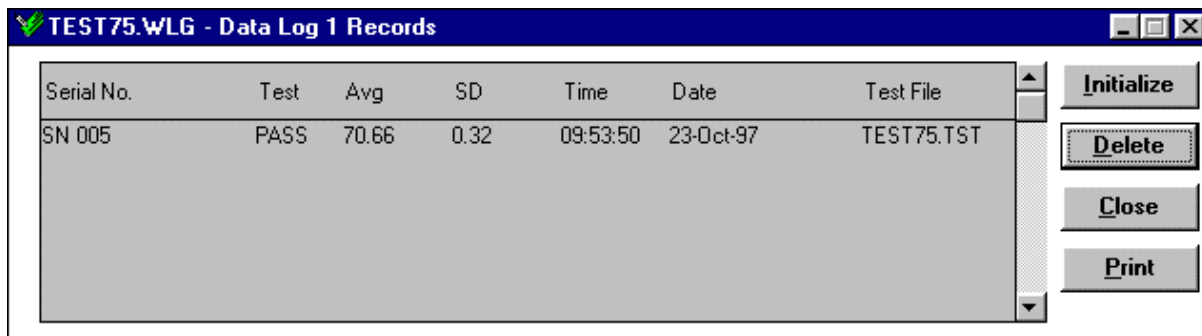 TEST75.WLG - Data Log 1 Records
Serial No. Test Avg SD Time Date Test File
SN 005 PASS 70.66 0.32 09:53:50 23-Oct-97 TEST75.TST
Initialize
Delete
Close
Print